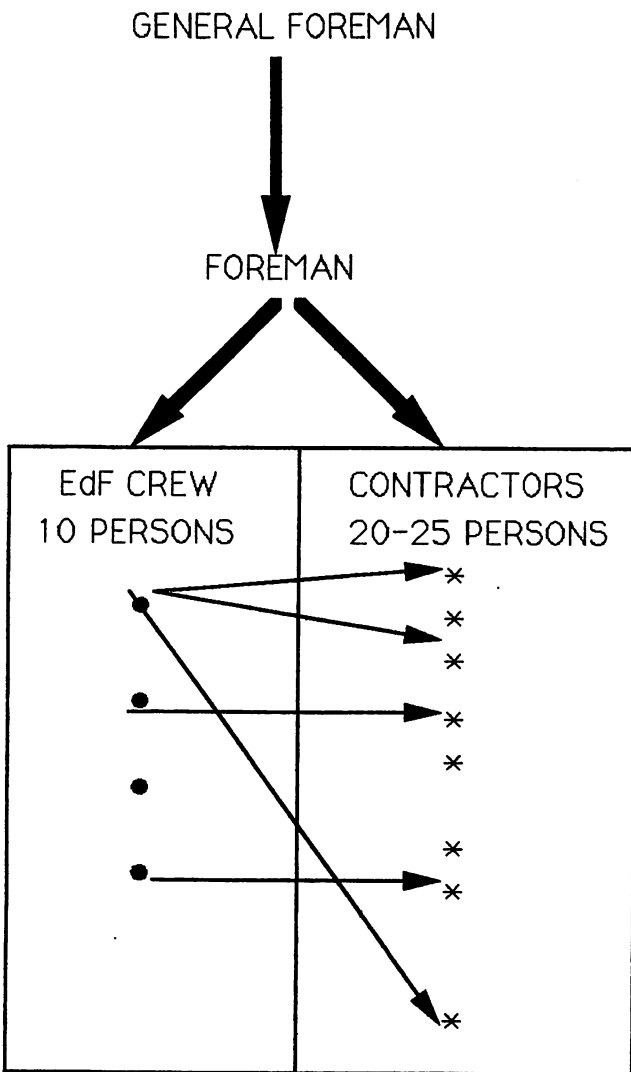 GENERAL FOREMAN
FOREMAN
EdF CREW
10 PERSONS
CONTRACTORS
20-25 PERSONS